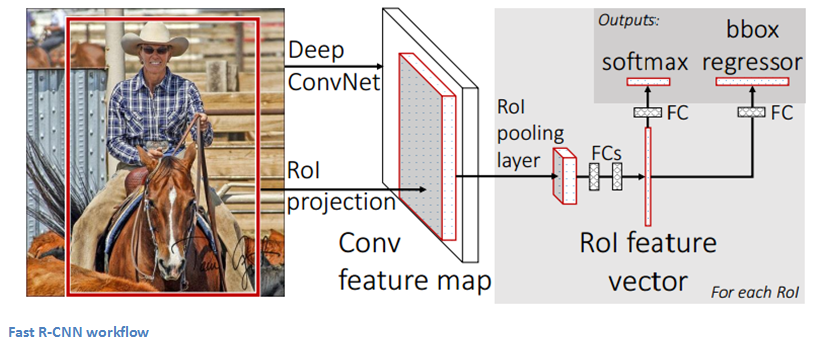 Deep
ConvNet
RoI
projection
Conv
feature map
RoI
pooling
layer
FCs
RoI feature
vector
Outputs:
softmax
bbox
regressor
FC
FC
For each RoI
Fast R-CNN workflow